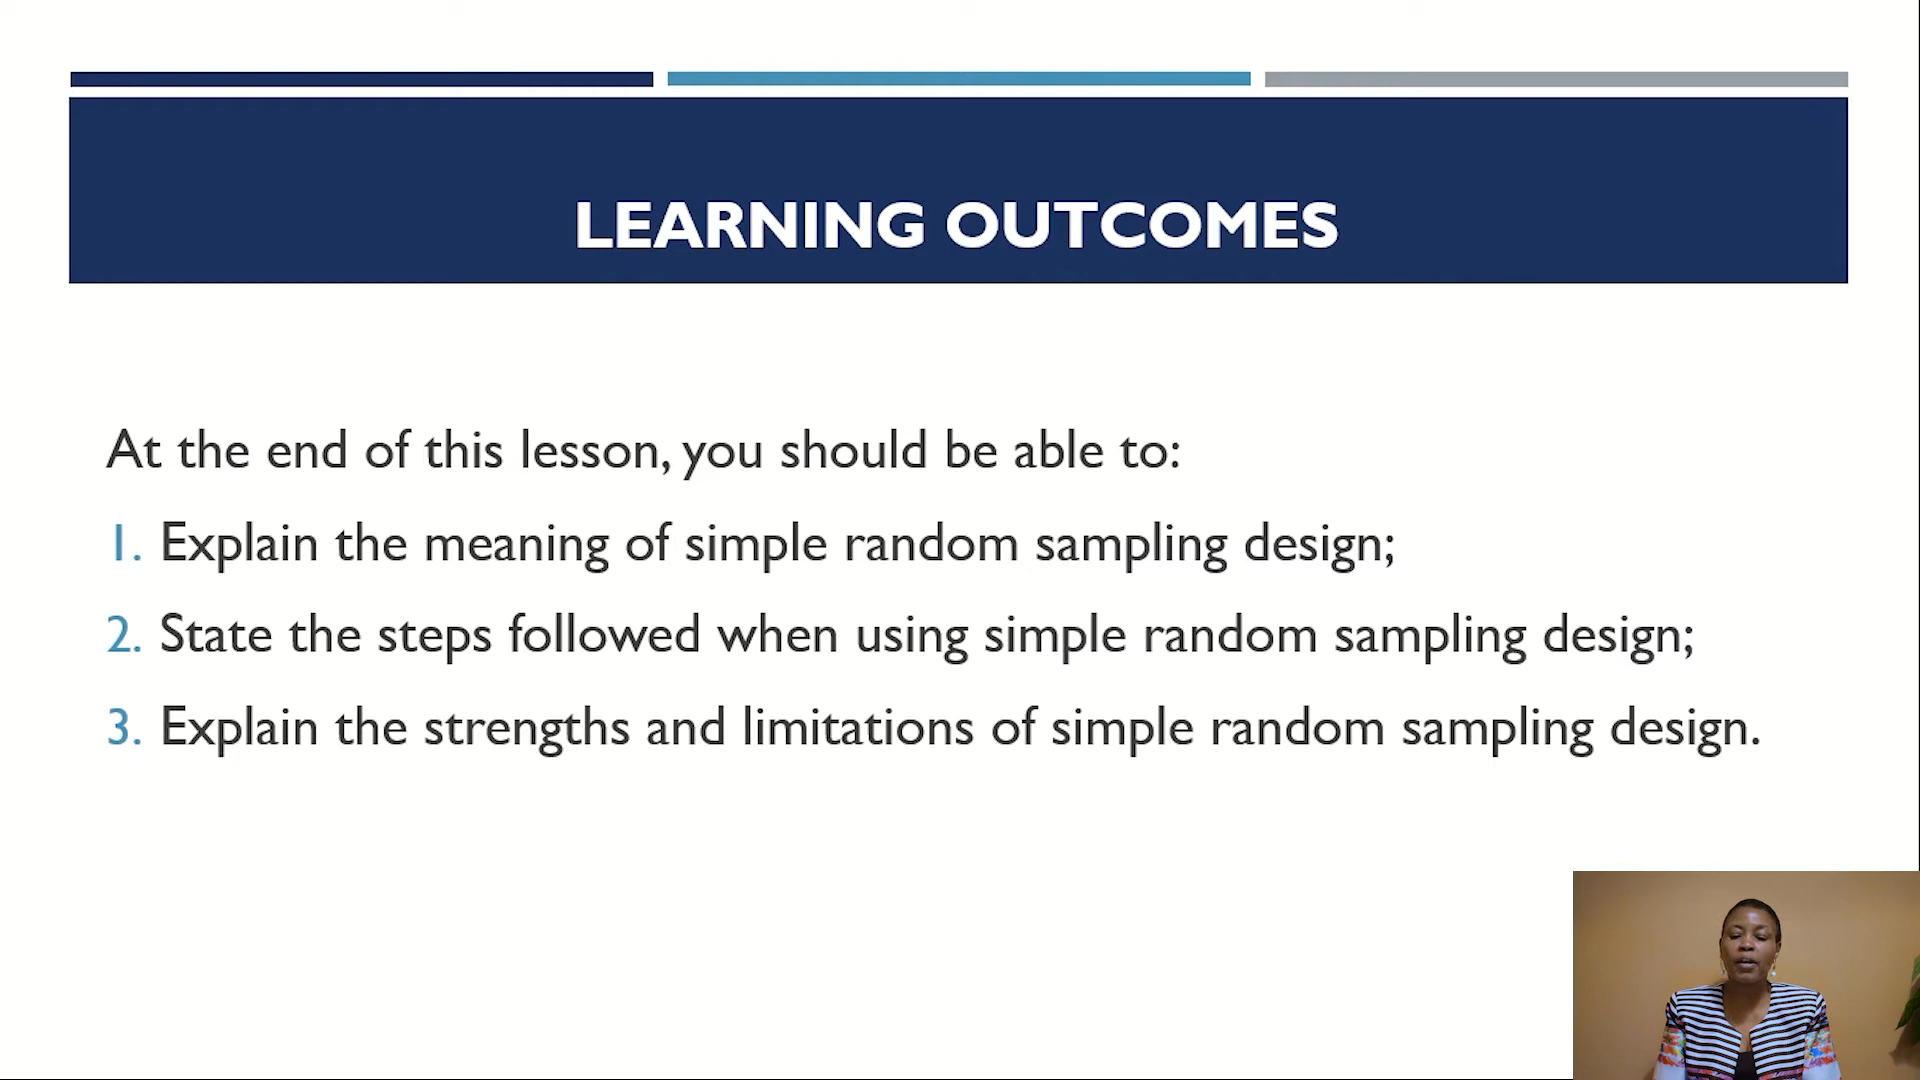 LEARNING OUTCOMES
At the end of this lesson, you should be able to:
1. Explain the meaning of simple random sampling design;
2. State the steps followed when using simple random sampling design;
3. Explain the strengths and limitations of simple random sampling design.